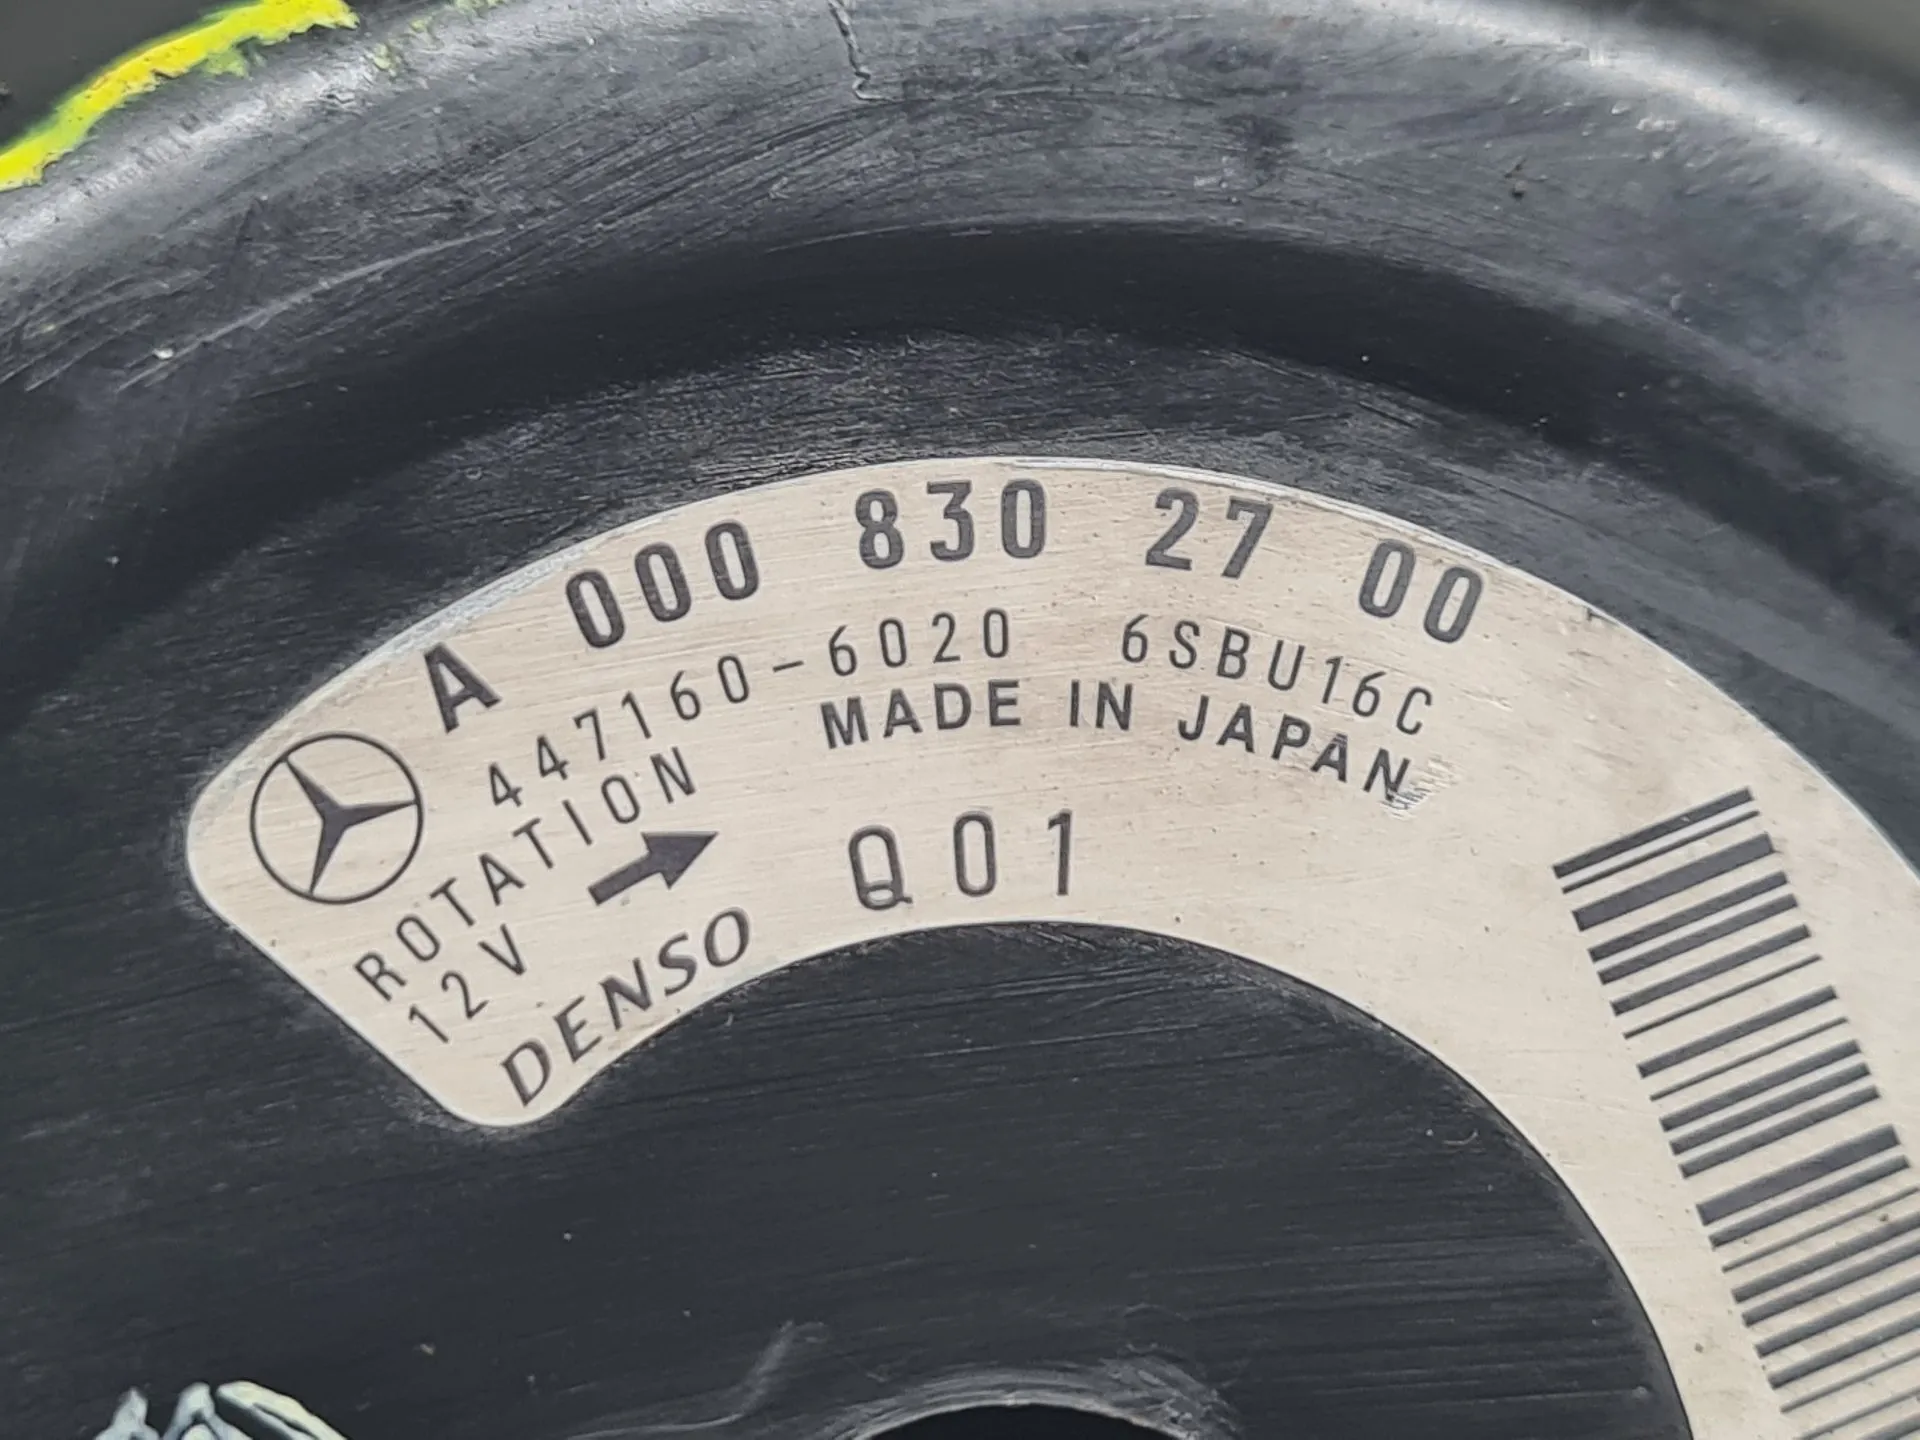 A 000 830 27 00
447160-6020 6SBU16C
MADE IN JAPAN
ROTATION
12V
Q01
DENSO